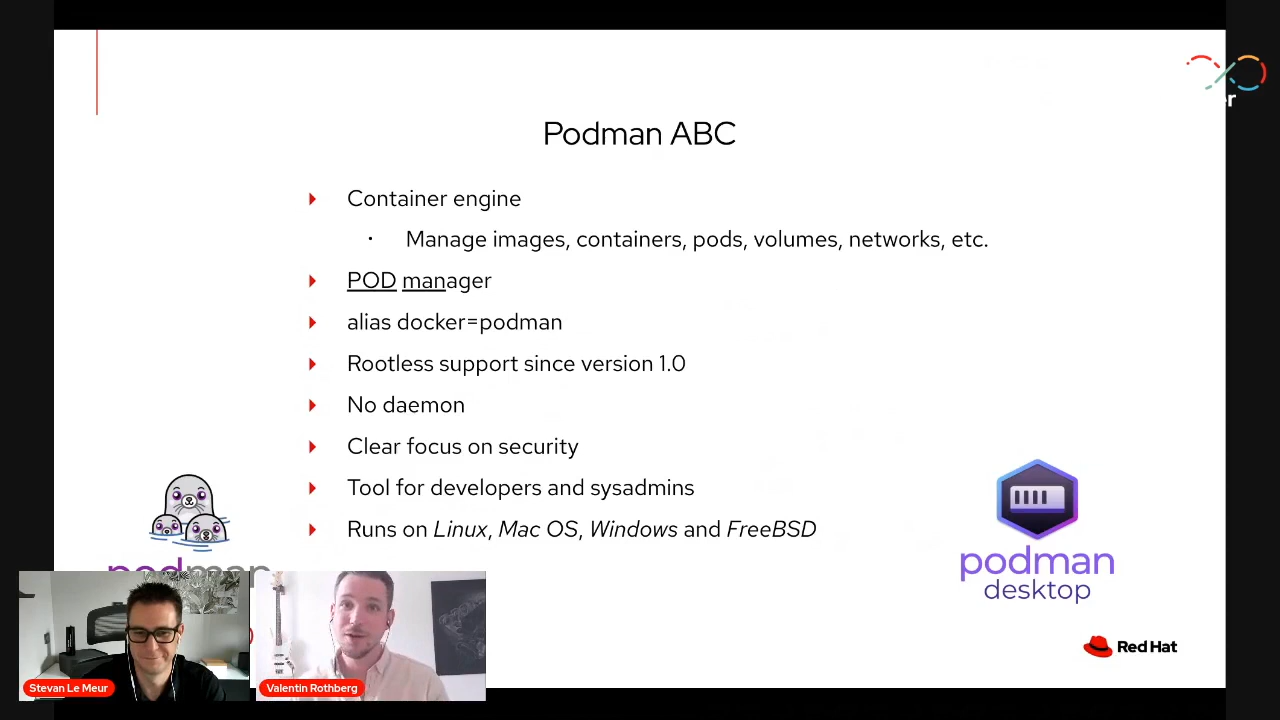 Podman ABC
Container engine
Manage images, containers, pods, volumes, networks, etc.
POD manager
alias docker=podman
Rootless support since version 1.0
No daemon
Clear focus on security
Tool for developers and sysadmins
Runs on Linux, Mac OS, Windows and FreeBSD
podman
podman
desktop
Red Hat
Stevan Le Meur
Valentin Rothberg